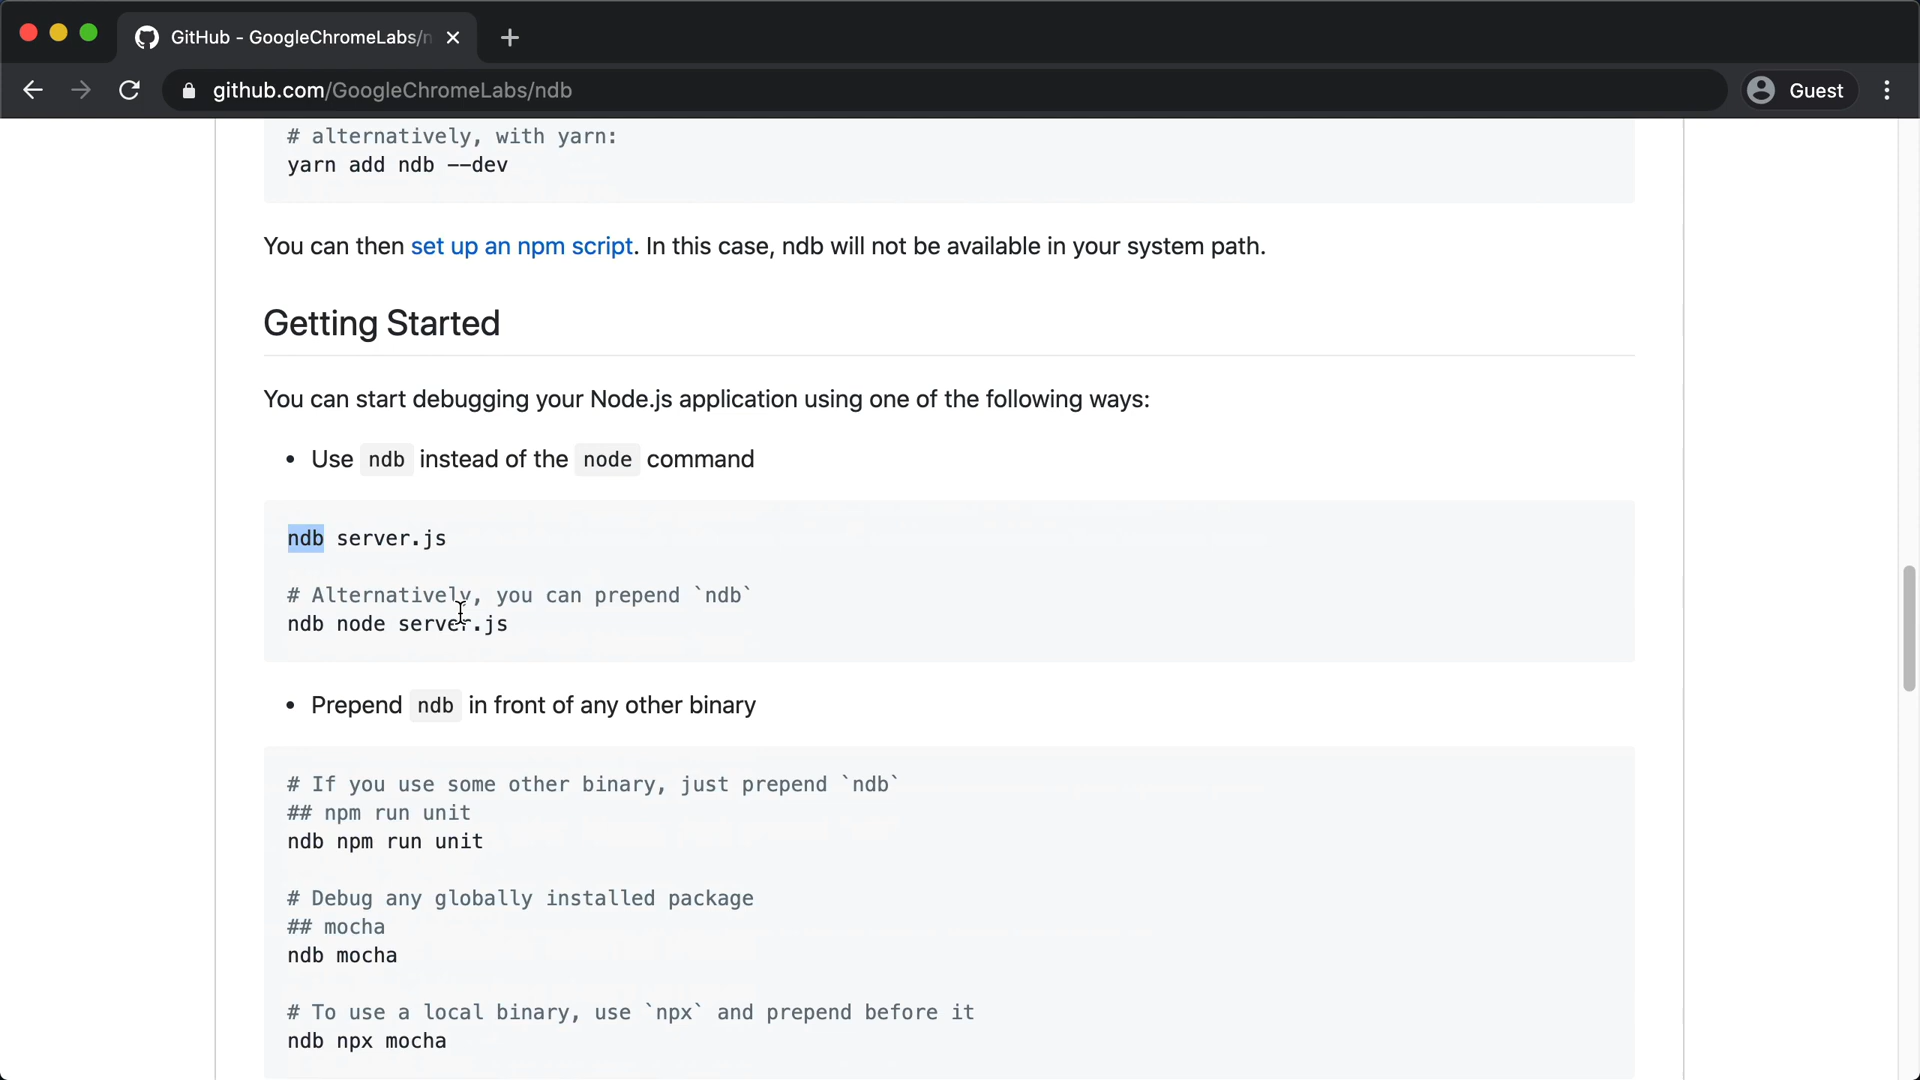 GitHub - GoogleChromeLabs/n
github.com/GoogleChromeLabs/ndb
Guest
# alternatively, with yarn:
yarn add ndb --dev
You can then set up an npm script. In this case, ndb will not be available in your system path.
Getting Started
You can start debugging your Node.js application using one of the following ways:
• Use ndb instead of the node command
ndb server.js
# Alternatively, you can prepend `ndb`
ndb node server.js
• Prepend ndb in front of any other binary
# If you use some other binary, just prepend `ndb`
## npm run unit
ndb npm run unit
# Debug any globally installed package
## mocha
ndb mocha
# To use a local binary, use `npx` and prepend before it
ndb npx mocha